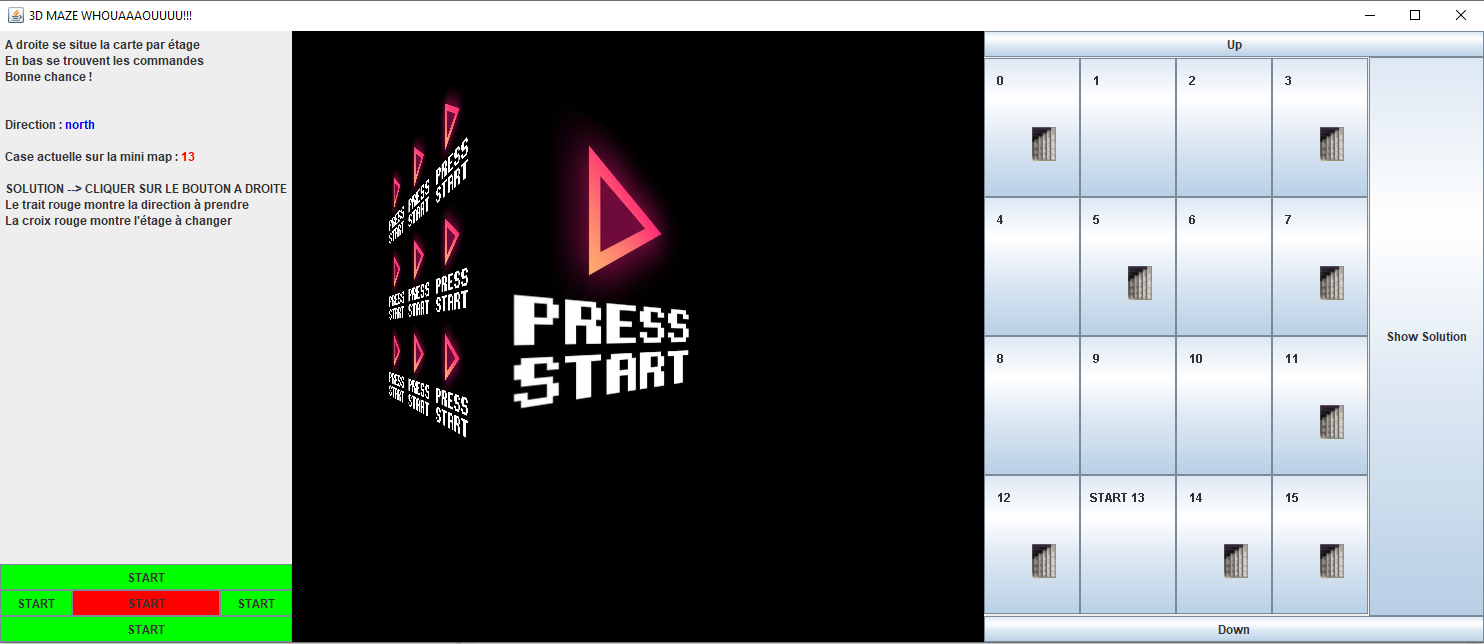 3D MAZE WHOUAAAOUUUU!!!
A droite se situe la carte par étage
En bas se trouvent les commandes
Bonne chance !
Direction : north
Case actuelle sur la mini map : 13
SOLUTION --> CLIQUER SUR LE BOUTON A DROITE
Le trait rouge montre la direction à prendre
La croix rouge montre l'étage à changer
START
START START START
START
PRESS
START
PRESS
START
PRESS
START
PRESS
START
PRESS
START
PRESS
START
PRESS
START
PRESS
START
PRESS
START
PRESS
START
Up
0 1 2 3
4 5 6 7
8 9 10 11
12 START 13 14 15
Show Solution
Down